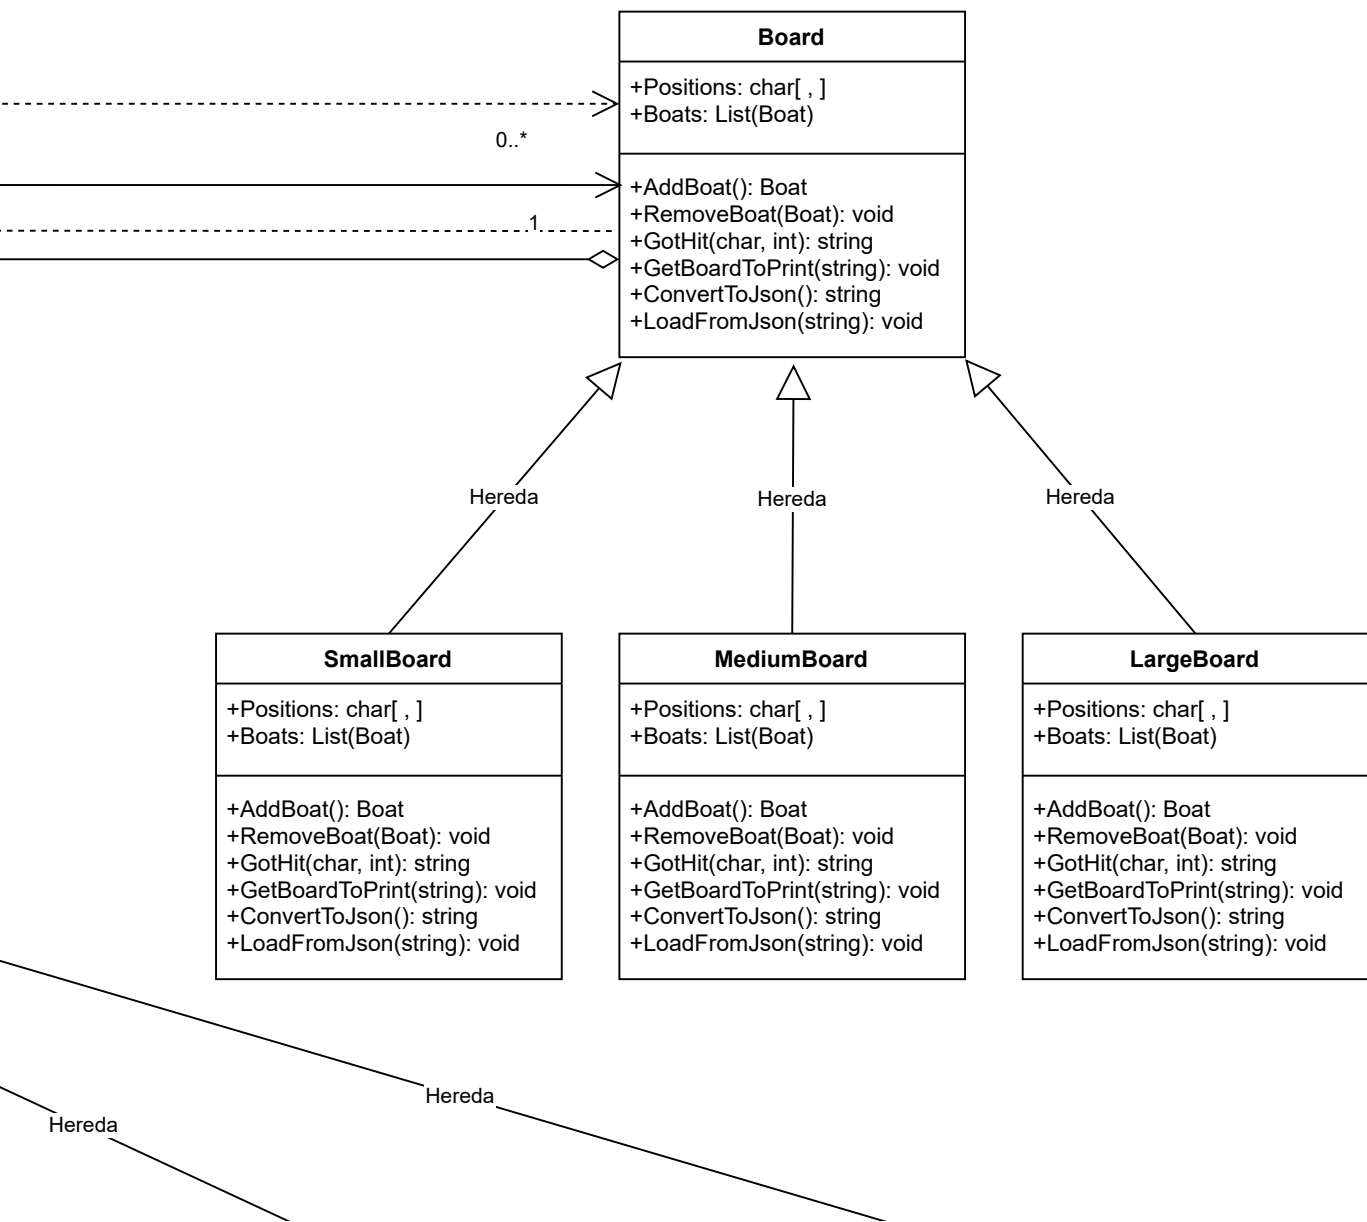 Board
+Positions: char[ , ]
+Boats: List(Boat)
0..*
+AddBoat(): Boat
+RemoveBoat(Boat): void
1
+GotHit(char, int): string
+GetBoardToPrint(string): void
+ConvertToJson(): string
+LoadFromJson(string): void
Hereda
Hereda
Hereda
SmallBoard
+Positions: char[ , ]
+Boats: List(Boat)
+AddBoat(): Boat
+RemoveBoat(Boat): void
+GotHit(char, int): string
+GetBoardToPrint(string): void
+ConvertToJson(): string
+LoadFromJson(string): void
MediumBoard
+Positions: char[ , ]
+Boats: List(Boat)
+AddBoat(): Boat
+RemoveBoat(Boat): void
+GotHit(char, int): string
+GetBoardToPrint(string): void
+ConvertToJson(): string
+LoadFromJson(string): void
LargeBoard
+Positions: char[ , ]
+Boats: List(Boat)
+AddBoat(): Boat
+RemoveBoat(Boat): void
+GotHit(char, int): string
+GetBoardToPrint(string): void
+ConvertToJson(): string
+LoadFromJson(string): void
Hereda
Hereda